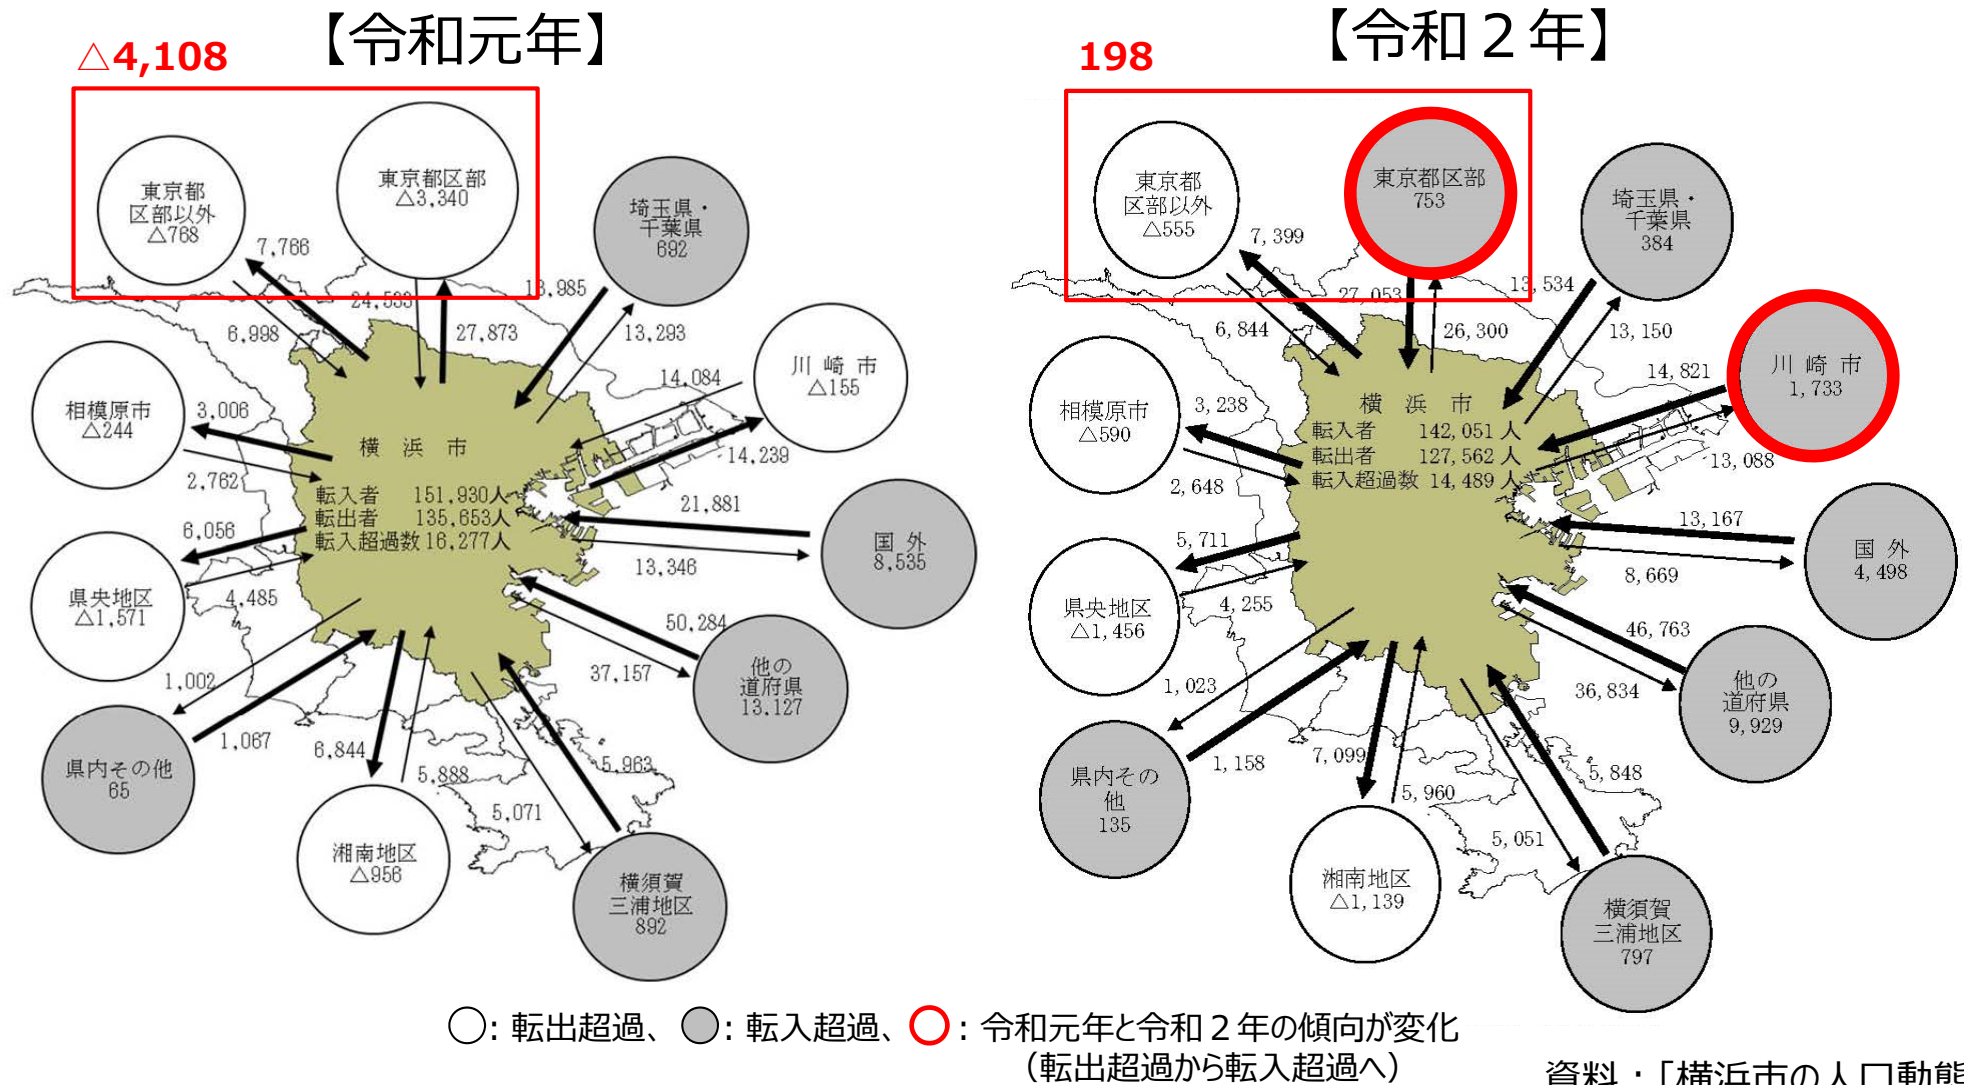 【令和元年】
△4,108
東京都
区部以外
△768
東京都区部
△3,340
埼玉県・
千葉県
692
7,766
6,998
24,533
27,873
13,985
13,293
川崎市
△155
14,084
14,239
相模原市
△244
3,006
2,762
横浜市
転入者 151,930人
転出者 135,653人
転入超過数 16,277人
21,881
13,346
国外
8,535
6,056
4,485
県央地区
△1,571
50,284
37,157
他の
道府県
13,127
1,002
1,067
県内その他
65
6,844
5,888
湘南地区
△956
5,071
5,963
横須賀
三浦地区
892
【令和２年】
198
東京都
区部以外
△555
東京都区部
753
埼玉県・
千葉県
384
7,399
6,844
27,053
26,300
13,534
13,150
川崎市
1,733
14,821
13,088
相模原市
△590
3,238
2,648
横浜市
転入者 142,051人
転出者 127,562人
転入超過数 14,489人
13,167
8,669
国外
4,498
5,711
4,255
県央地区
△1,456
46,763
36,834
他の
道府県
9,929
1,023
1,158
県内その
他
135
7,099
5,960
湘南地区
△1,139
5,051
5,848
横須賀
三浦地区
797
○：転出超過、●：転入超過、○：令和元年と令和２年の傾向が変化
（転出超過から転入超過へ）
資料：「横浜市の人口動態